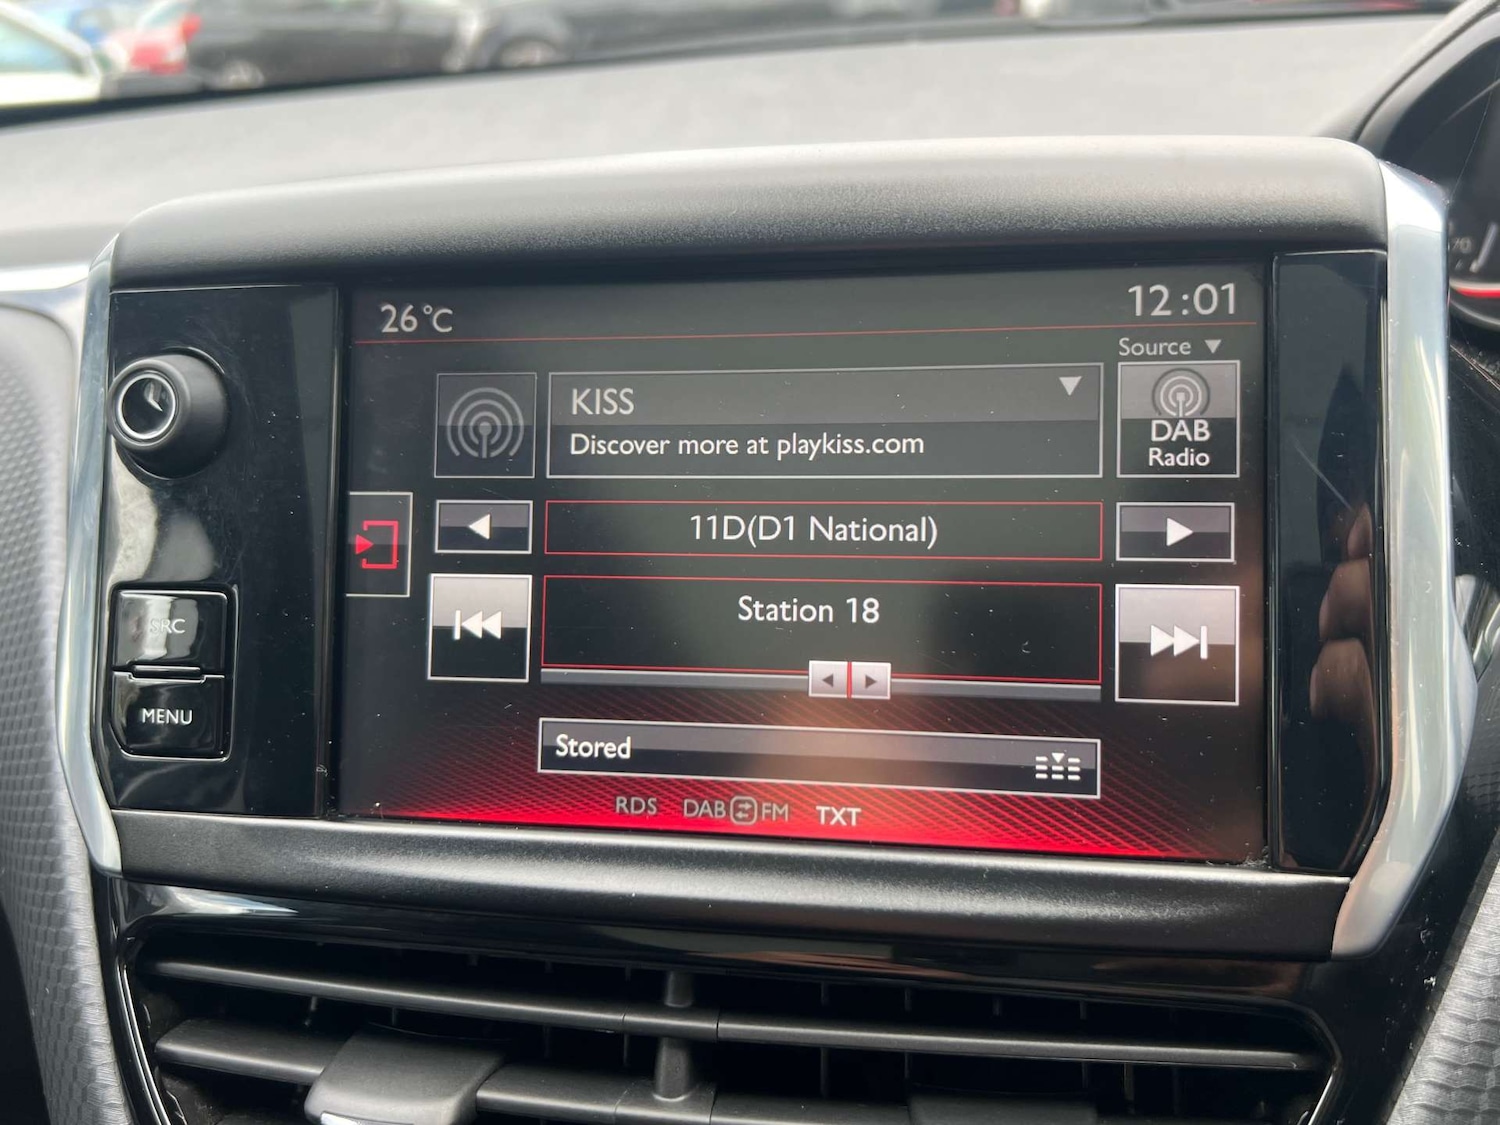 26°C
12:01
Source
KISS
Discover more at playkiss.com
DAB
Radio
11D(D1 National)
Station 18
SRC
MENU
Stored
RDS DAB FM TXT
70